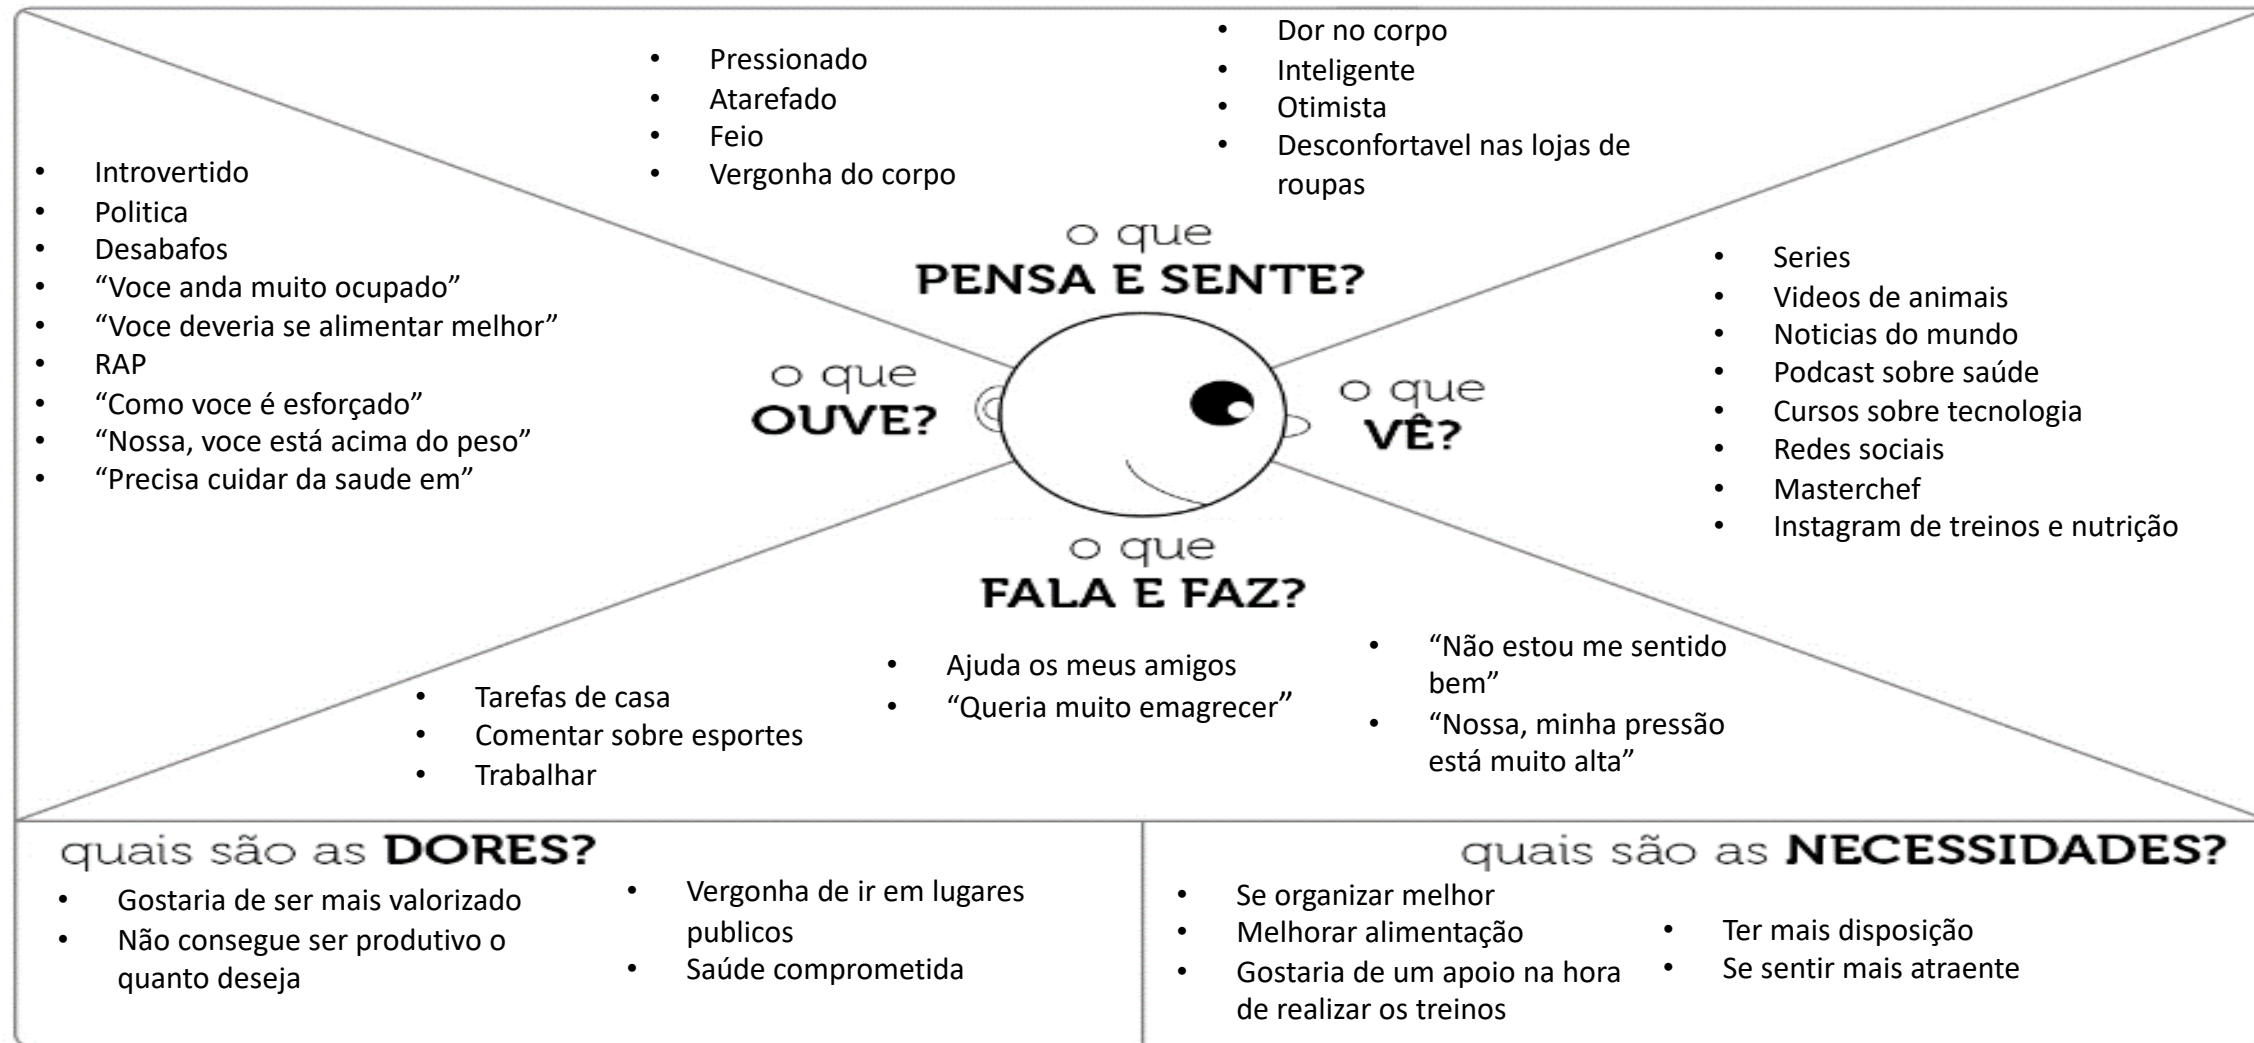 • Pressionado
• Atarefado
• Feio
• Vergonha do corpo
• Dor no corpo
• Inteligente
• Otimista
• Desconfortavel nas lojas de
roupas
o que
PENSA E SENTE?
• Introvertido
• Politica
• Desabafos
• “Voce anda muito ocupado”
• “Voce deveria se alimentar melhor”
• RAP
• “Como voce é esforçado”
• “Nossa, voce está acima do peso”
• “Precisa cuidar da saude em”
o que
OUVE?
o que
VÊ?
• Series
• Videos de animais
• Noticias do mundo
• Podcast sobre saúde
• Cursos sobre tecnologia
• Redes sociais
• Masterchef
• Instagram de treinos e nutrição
o que
FALA E FAZ?
• Tarefas de casa
• Comentar sobre esportes
• Trabalhar
• Ajuda os meus amigos
• “Queria muito emagrecer”
• “Não estou me sentido
bem”
• “Nossa, minha pressão
está muito alta”
quais são as DORES?
• Gostaria de ser mais valorizado
• Não consegue ser produtivo o
quanto deseja
• Vergonha de ir em lugares
publicos
• Saúde comprometida
quais são as NECESSIDADES?
• Se organizar melhor
• Melhorar alimentação
• Gostaria de um apoio na hora
de realizar os treinos
• Ter mais disposição
• Se sentir mais atraente